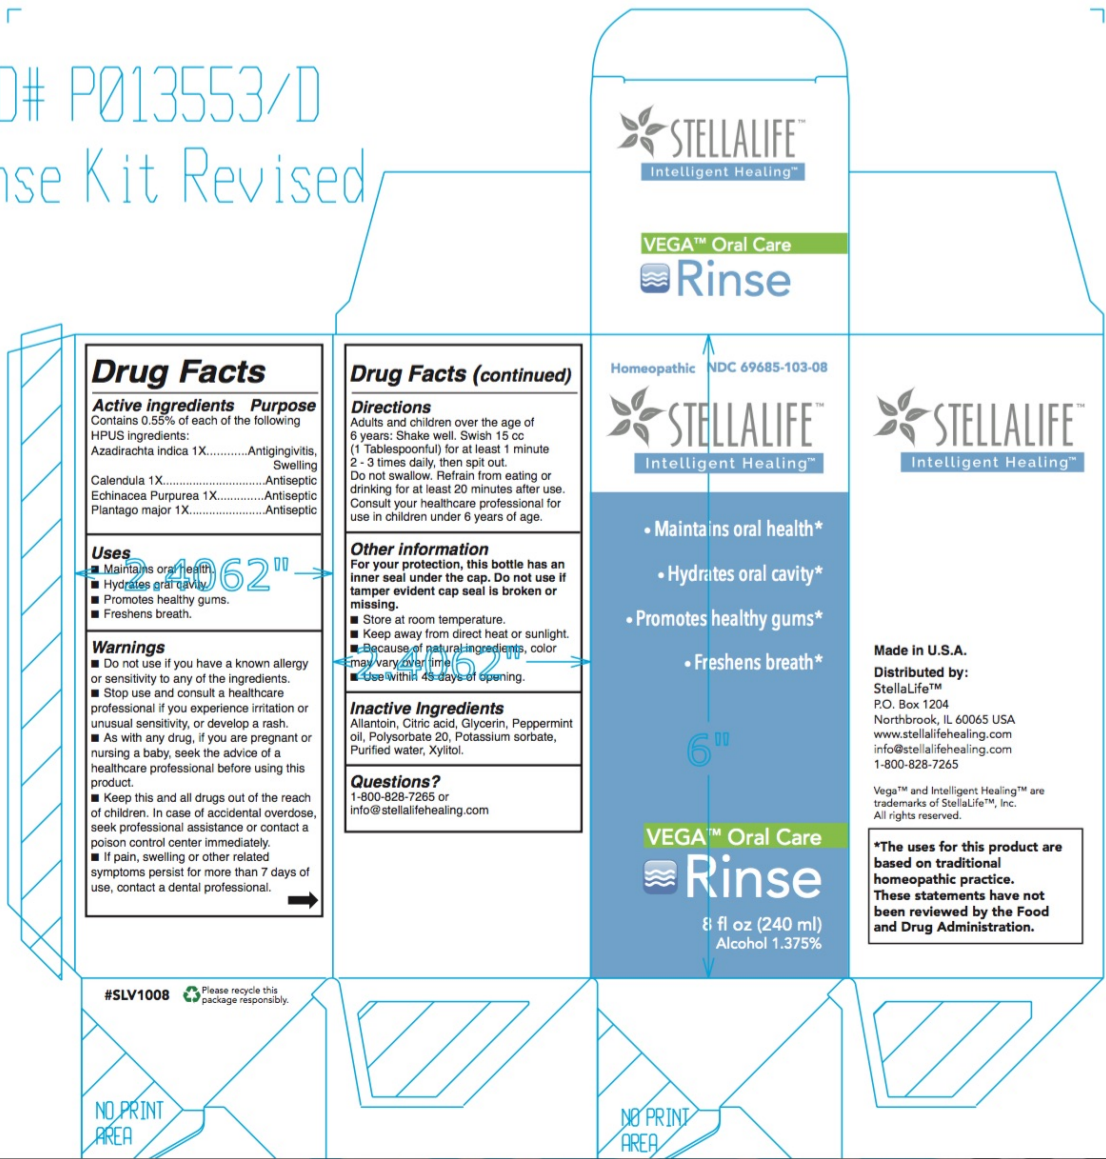 D# P013553/D
nse Kit Revised
STELLALIFE™
Intelligent Healing™
VEGA™ Oral Care
Rinse
Drug Facts
Active ingredients Purpose
Contains 0.55% of each of the following
HPUS ingredients:
Azadirachta indica 1X............Antigingivitis,
Swelling
Calendula 1X..............................Antiseptic
Echinacea Purpurea 1X..............Antiseptic
Plantago major 1X.......................Antiseptic
Uses
■ Maintains oral health.
■ Hydrates oral cavity.
■ Promotes healthy gums.
■ Freshens breath.
2.4062"
Warnings
■ Do not use if you have a known allergy
or sensitivity to any of the ingredients.
■ Stop use and consult a healthcare
professional if you experience irritation or
unusual sensitivity, or develop a rash.
■ As with any drug, if you are pregnant or
nursing a baby, seek the advice of a
healthcare professional before using this
product.
■ Keep this and all drugs out of the reach
of children. In case of accidental overdose,
seek professional assistance or contact a
poison control center immediately.
■ If pain, swelling or other related
symptoms persist for more than 7 days of
use, contact a dental professional.
Drug Facts (continued)
Directions
Adults and children over the age of
6 years: Shake well. Swish 15 cc
(1 Tablespoonful) for at least 1 minute
2 - 3 times daily, then spit out.
Do not swallow. Refrain from eating or
drinking for at least 20 minutes after use.
Consult your healthcare professional for
use in children under 6 years of age.
Other information
For your protection, this bottle has an
inner seal under the cap. Do not use if
tamper evident cap seal is broken or
missing.
■ Store at room temperature.
■ Keep away from direct heat or sunlight.
■ Because of natural ingredients, color
may vary over time.
■ Use within 45 days of opening.
2.4062"
Inactive Ingredients
Allantoin, Citric acid, Glycerin, Peppermint
oil, Polysorbate 20, Potassium sorbate,
Purified water, Xylitol.
Questions?
1-800-828-7265 or
info@stellalifehealing.com
Homeopathic NDC 69685-103-08
STELLALIFE™
Intelligent Healing™
• Maintains oral health*
• Hydrates oral cavity*
• Promotes healthy gums*
• Freshens breath*
6"
VEGA™ Oral Care
Rinse
8 fl oz (240 ml)
Alcohol 1.375%
STELLALIFE™
Intelligent Healing™
Made in U.S.A.
Distributed by:
StellaLife™
P.O. Box 1204
Northbrook, IL 60065 USA
www.stellalifehealing.com
info@stellalifehealing.com
1-800-828-7265
Vega™ and Intelligent Healing™ are
trademarks of StellaLife™, Inc.
All rights reserved.
*The uses for this product are
based on traditional
homeopathic practice.
These statements have not
been reviewed by the Food
and Drug Administration.
#SLV1008
Please recycle this
package responsibly.
NO PRINT
AREA
NO PRINT
AREA